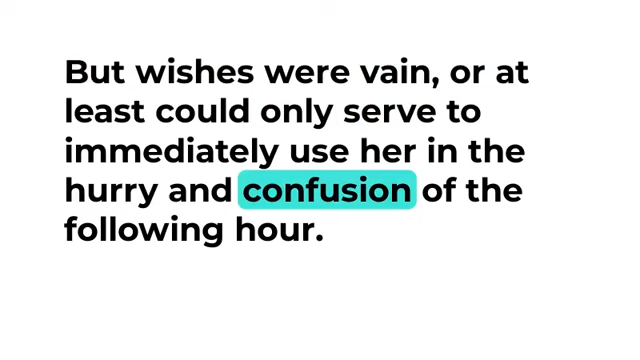 But wishes were vain, or at
least could only serve to
immediately use her in the
hurry and confusion of the
following hour.